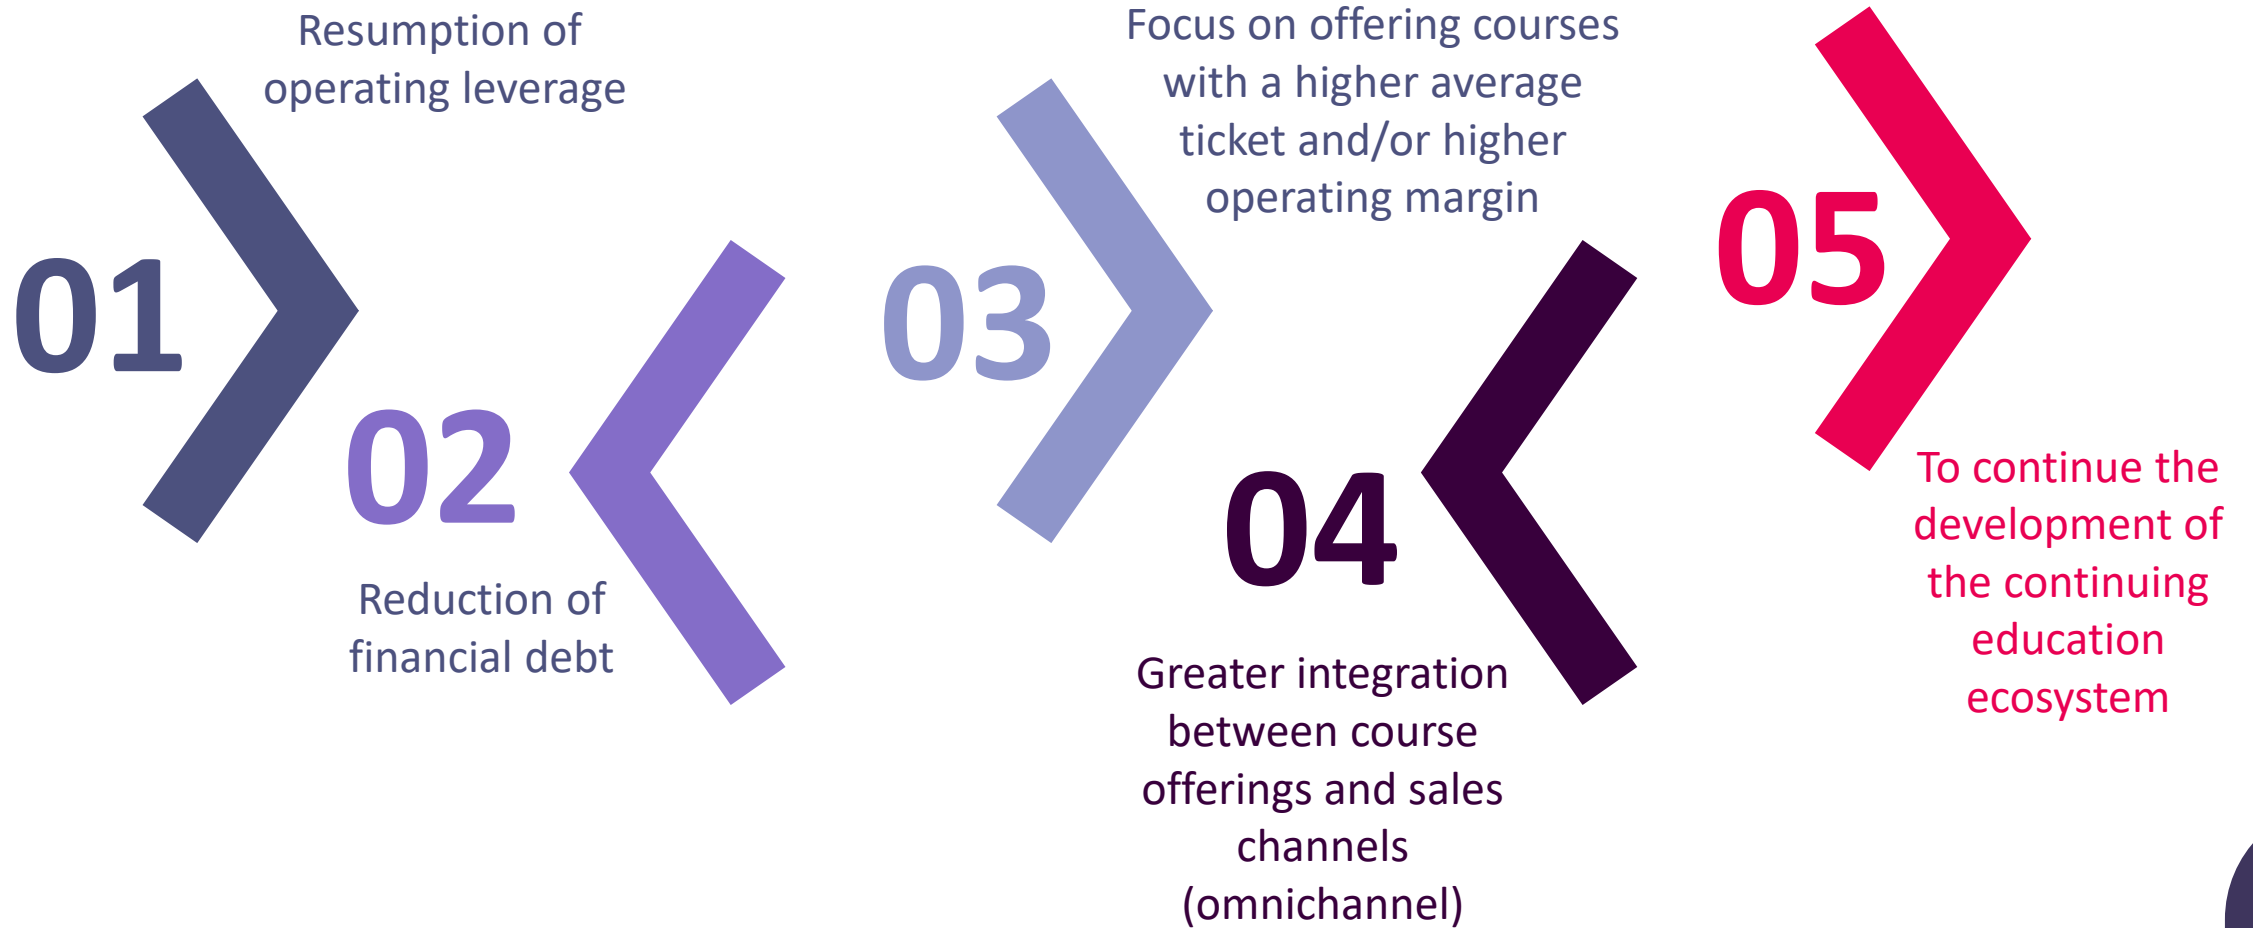 01
Resumption of
operating leverage
02
Reduction of
financial debt
03
Focus on offering courses
with a higher average
ticket and/or higher
operating margin
04
Greater integration
between course
offerings and sales
channels
(omnichannel)
05
To continue the
development of
the continuing
education
ecosystem